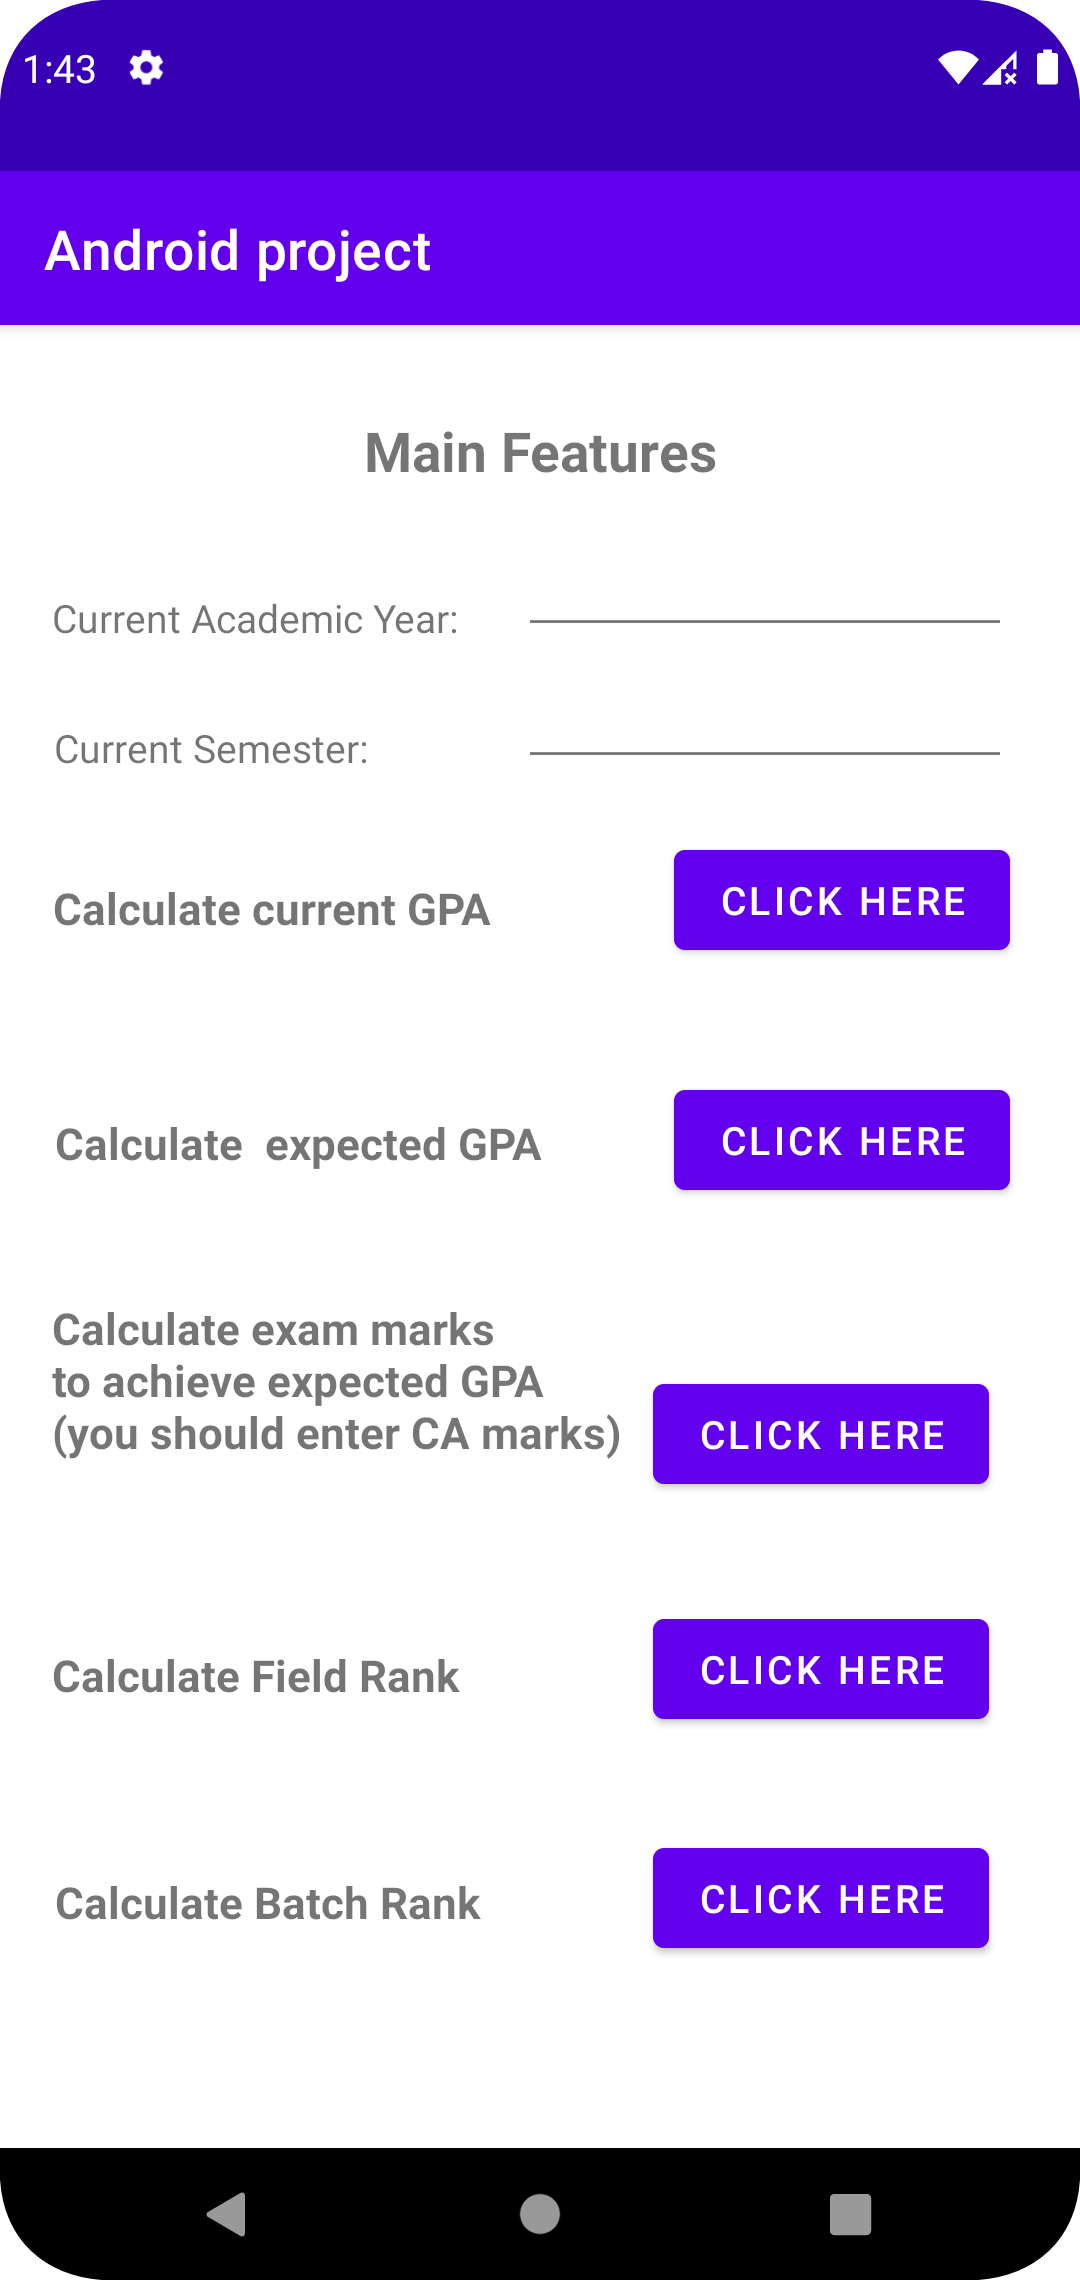 1:43
Android project
Main Features
Current Academic Year:
Current Semester:
Calculate current GPA
CLICK HERE
Calculate  expected GPA
CLICK HERE
Calculate exam marks
to achieve expected GPA
(you should enter CA marks)
CLICK HERE
Calculate Field Rank
CLICK HERE
Calculate Batch Rank
CLICK HERE